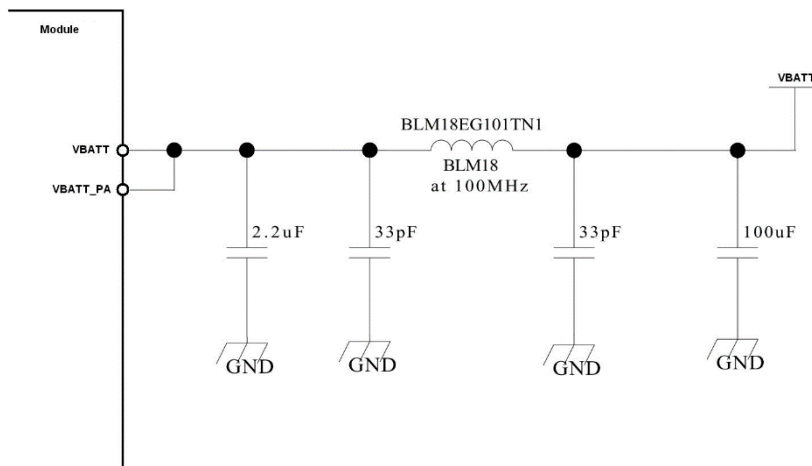 Module
VBATT
BLM18EG101TN1
VBATT
BLM18
at 100MHz
VBATT_PA
2.2uF
33pF
33pF
100uF
GND
GND
GND
GND